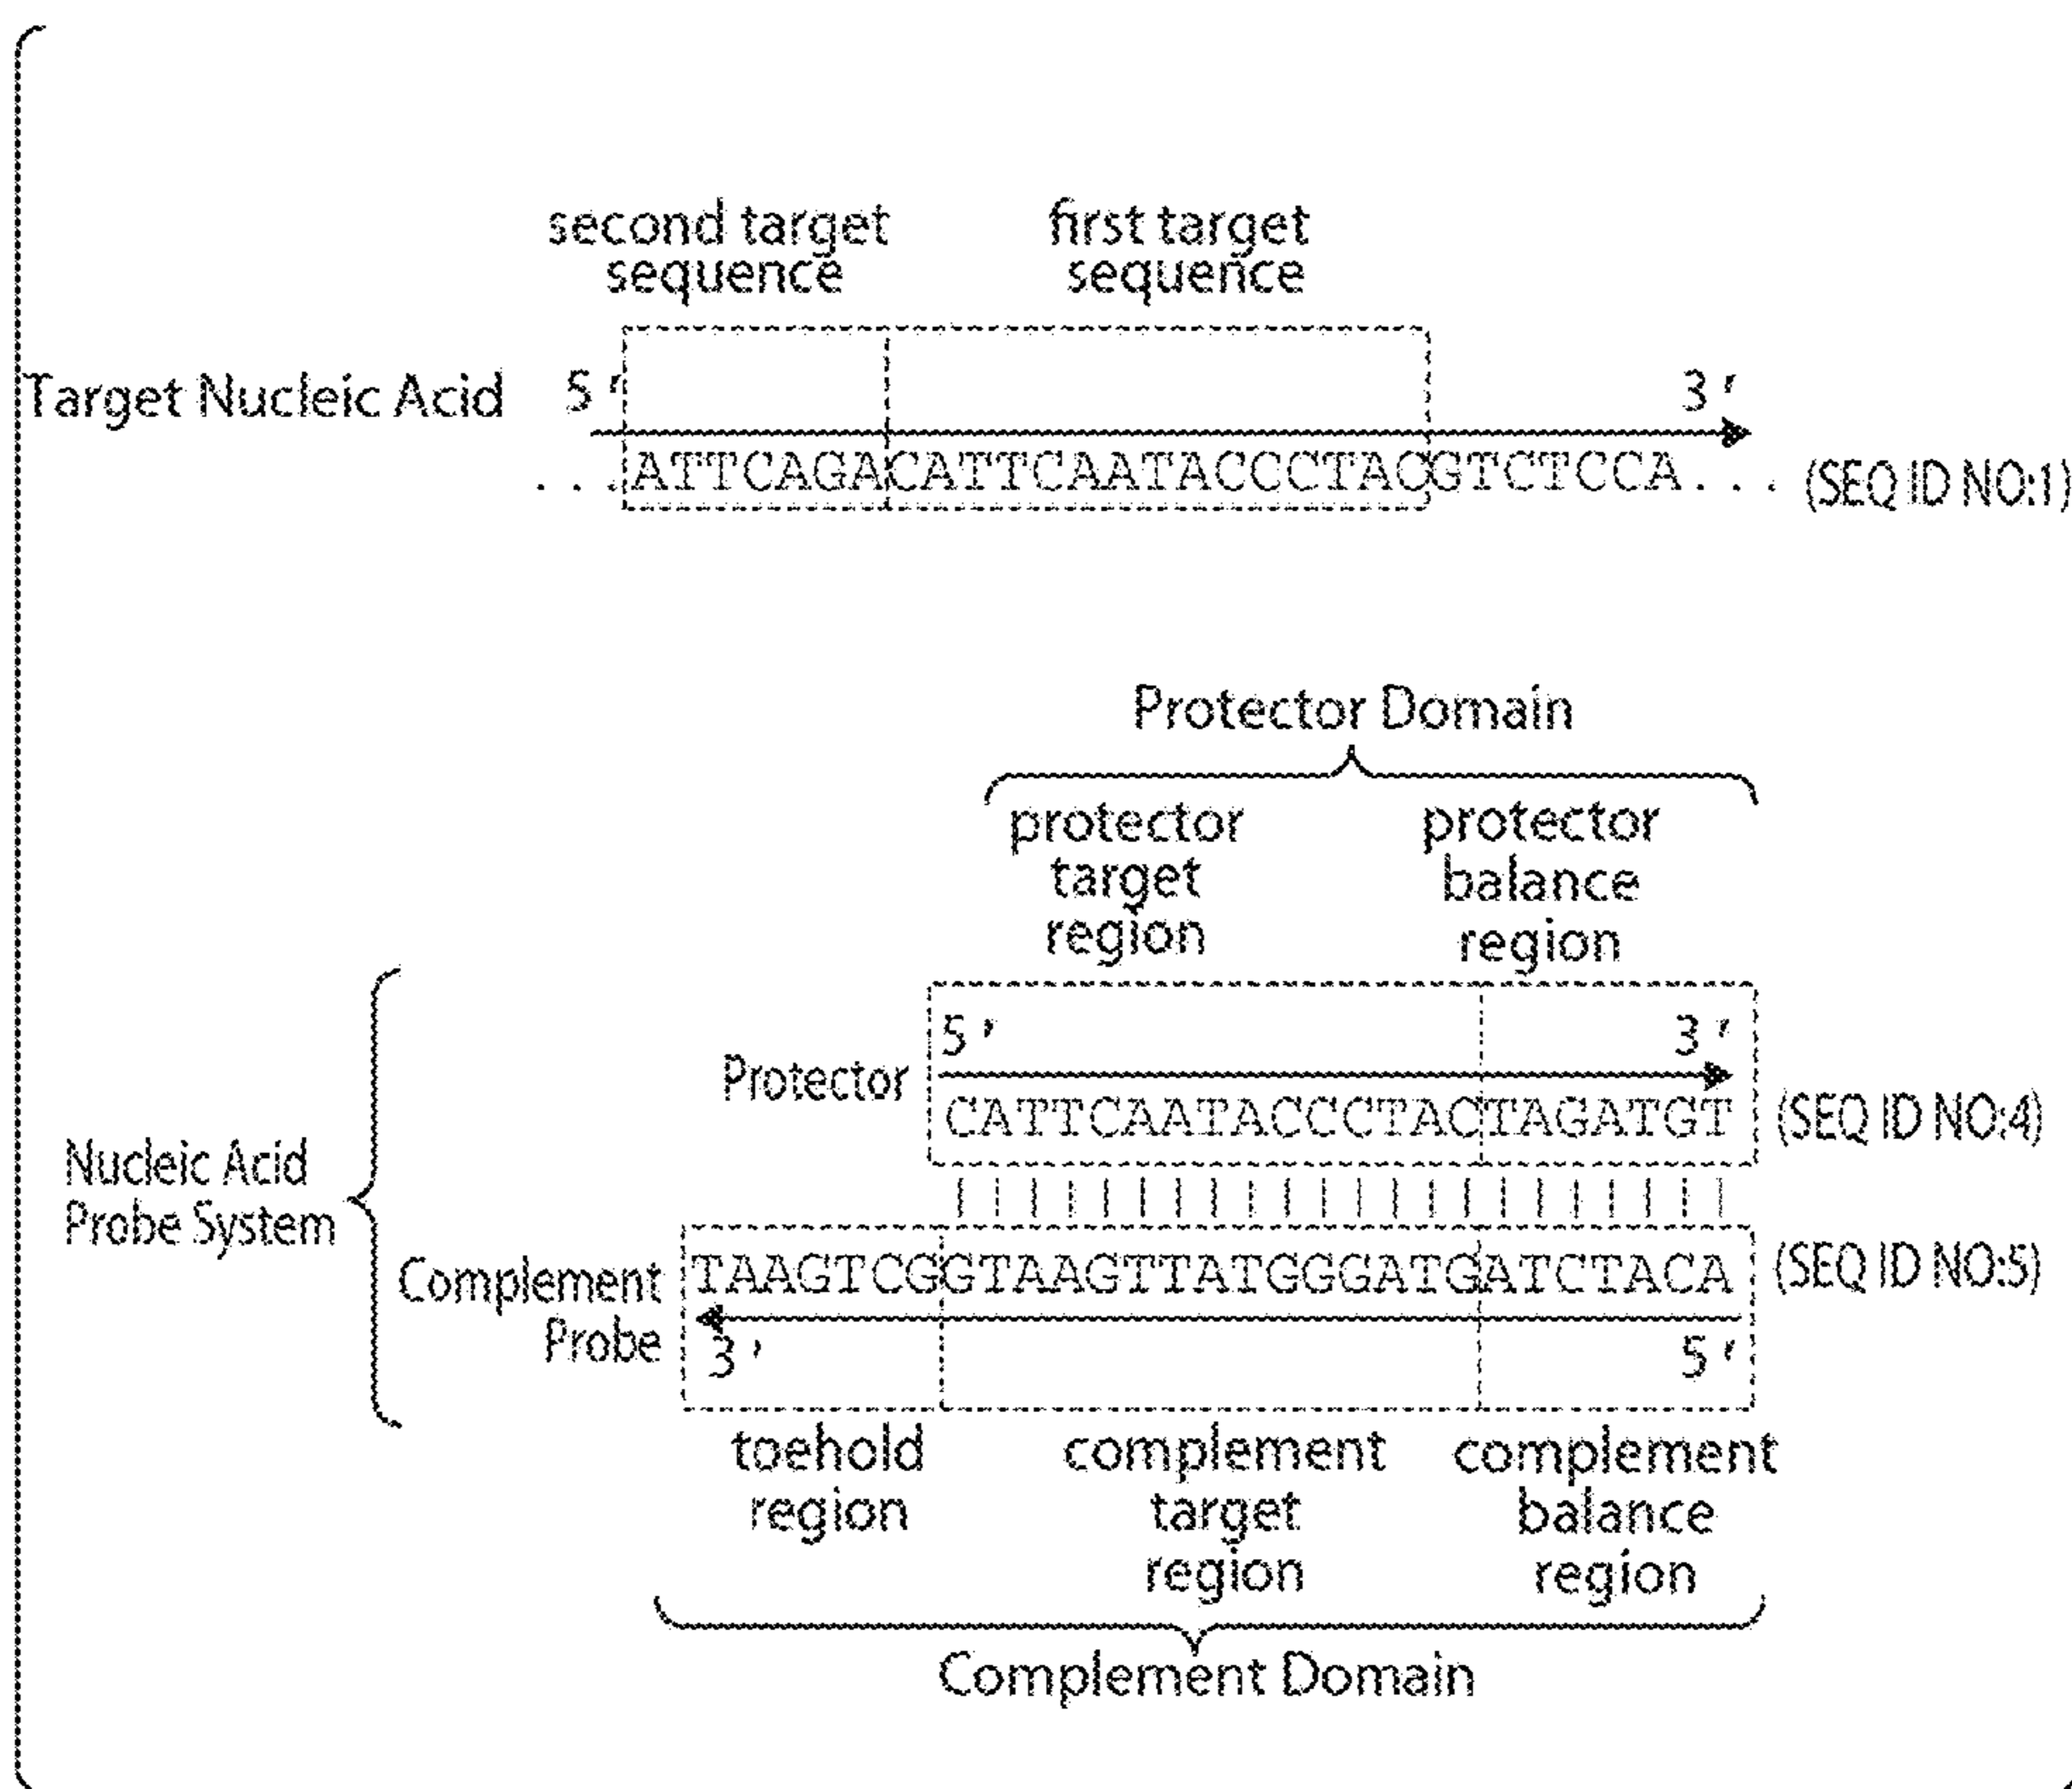 second target first target
sequence sequence
Target Nucleic Acid 5' 3'
...ATTCAGACATTCAATACCCTACGTCTCCA... (SEQ ID NO:1)
Protector Domain
protector protector
target balance
region region
5' 3'
Protector
CATTCAATACCCTACTAGATGT (SEQ ID NO:4)
Nucleic Acid
Probe System
Complement TAAGTCGGTAAGTTATGGGATGATCTACA (SEQ ID NO:5)
Probe 3' 5'
toehold complement complement
region target balance
region region
Complement Domain